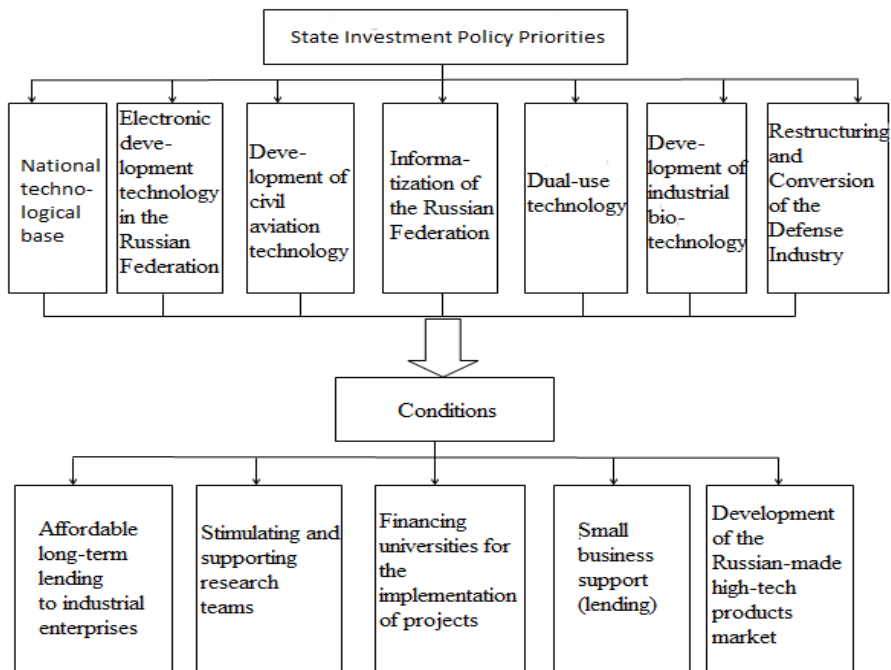 State Investment Policy Priorities
National
techno-
logical
base
Electronic
deve-
lopment
technology
in the
Russian
Federation
Deve-
lopment of
civil
aviation
technology
Informa-
tization of
the Russian
Federation
Dual-use
technology
Deve-
lopment of
industrial
bio-
technology
Restructuring
and
Conversion
of the
Defense
Industry
Conditions
Affordable
long-term
lending
to industrial
enterprises
Stimulating and
supporting
research
teams
Financing
universities for
the
implementation
of projects
Small
business
support
(lending)
Development
of the
Russian-made
high-tech
products
market